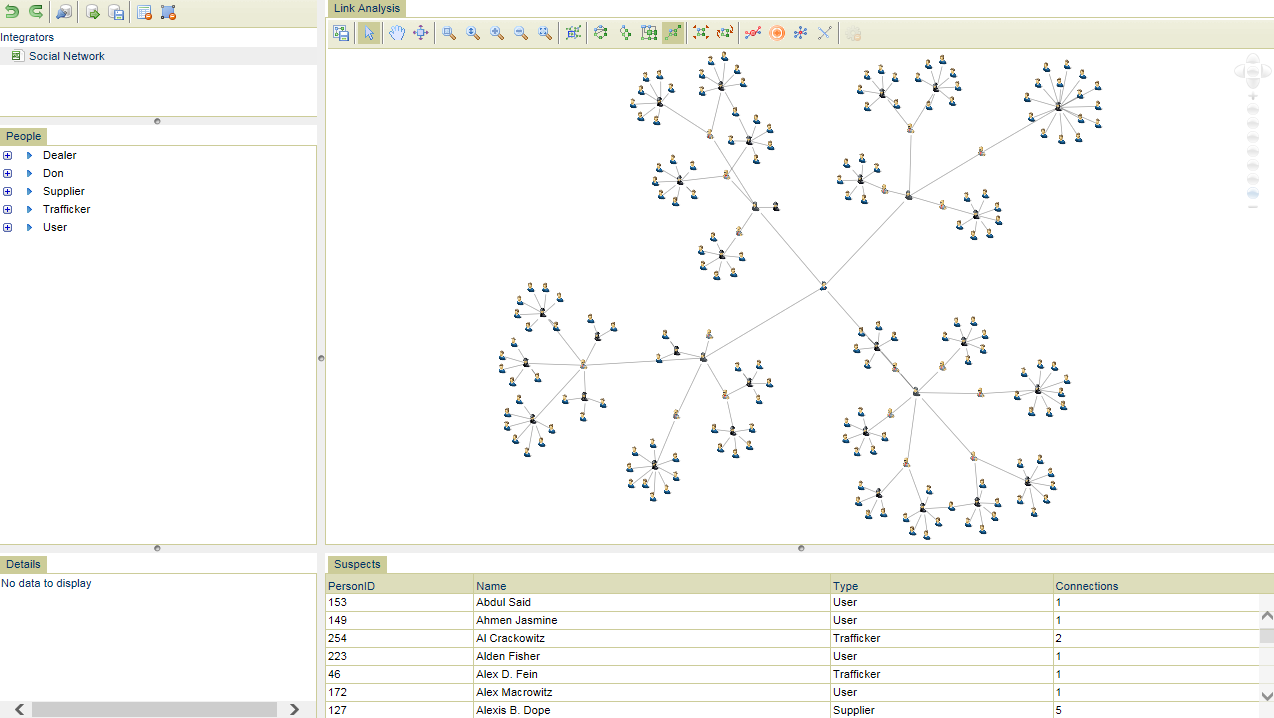 Link Analysis
Integrators
Social Network
People
Dealer
Don
Supplier
Trafficker
User
Details
No data to display
Suspects
PersonID Name Type Connections
153 Abdul Said User 1
149 Ahmen Jasmine User 1
254 Al Crackowitz Trafficker 2
223 Alden Fisher User 1
46 Alex D. Fein Trafficker 1
172 Alex Macrowitz User 1
127 Alexis B. Dope Supplier 5